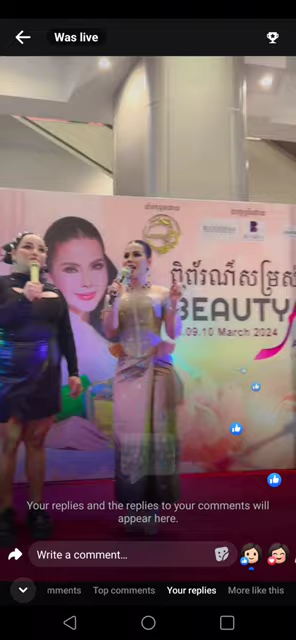 Was live
ពិព័រណ៍សម្រស
BEAUTY
.09.10 March 2024
Your replies and the replies to your comments will
appear here.
Write a comment...
mments
Top comments
Your replies
More like this